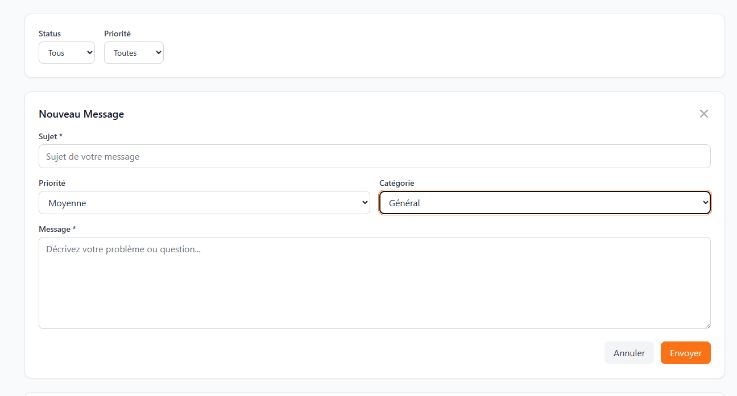 Status Priorité
Tous Toutes
Nouveau Message
Sujet *
Sujet de votre message
Priorité Catégorie
Moyenne Général
Message *
Décrivez votre problème ou question...
Annuler Envoyer